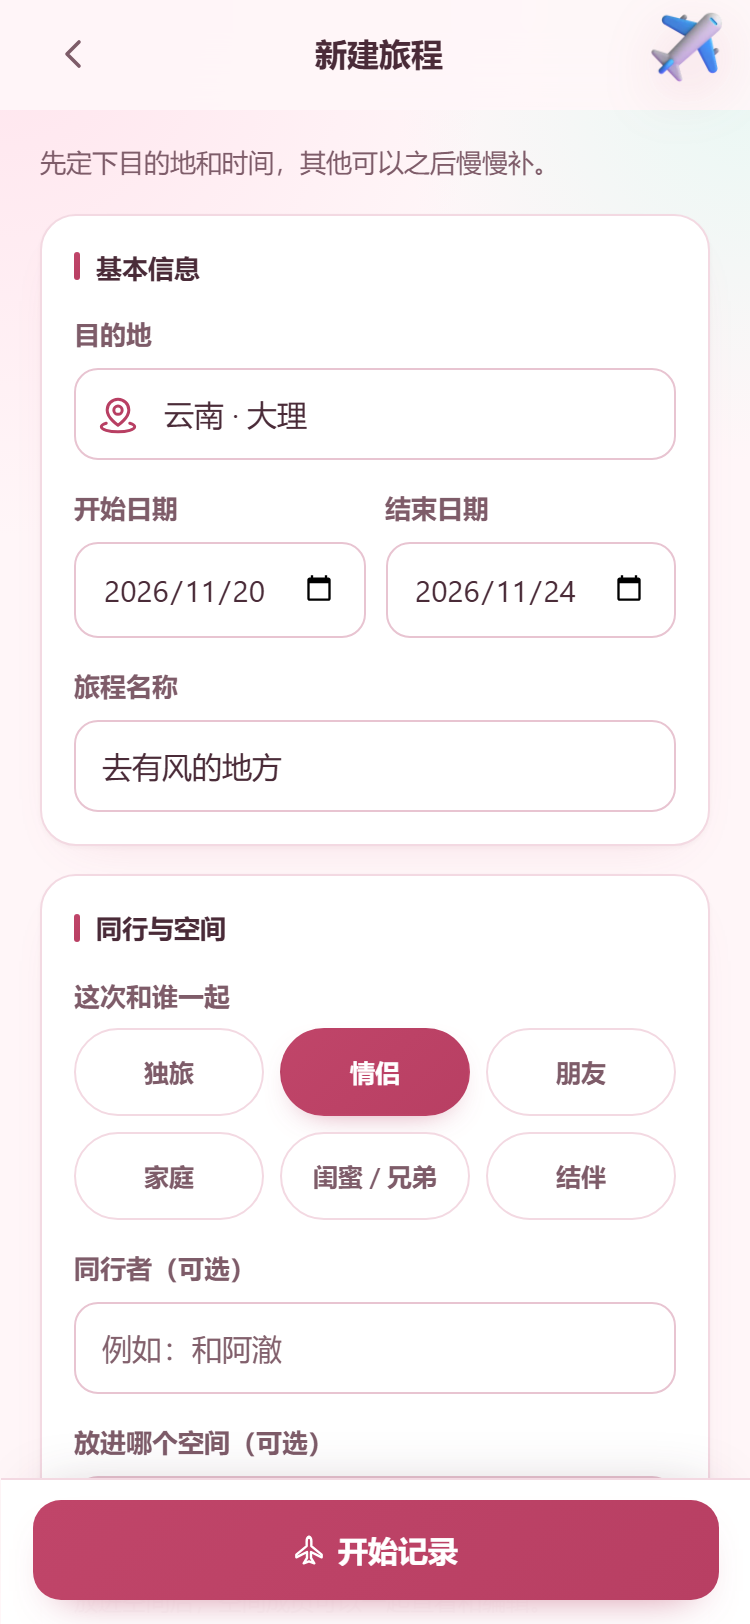 新建旅程
先定下目的地和时间，其他可以之后慢慢补。
基本信息
目的地
云南 · 大理
开始日期 结束日期
2026/11/20 2026/11/24
旅程名称
去有风的地方
同行与空间
这次和谁一起
独旅 情侣 朋友
家庭 闺蜜 / 兄弟 结伴
同行者（可选）
例如：和阿澈
放进哪个空间（可选）
开始记录